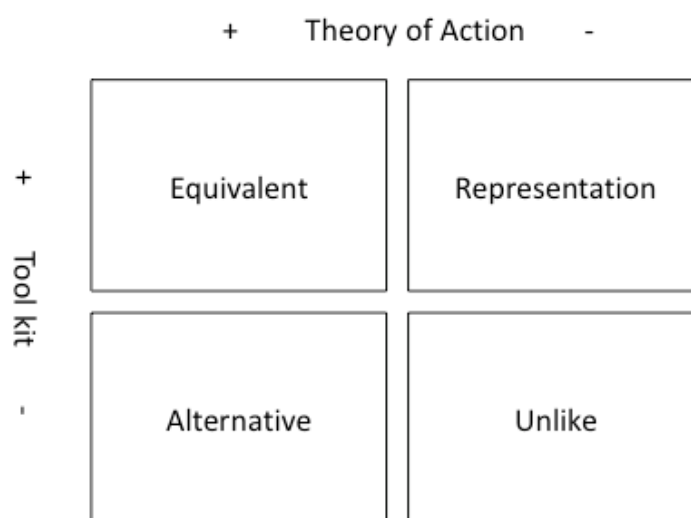 + Theory of Action -
+ Tool kit -
Equivalent Representation
Alternative Unlike